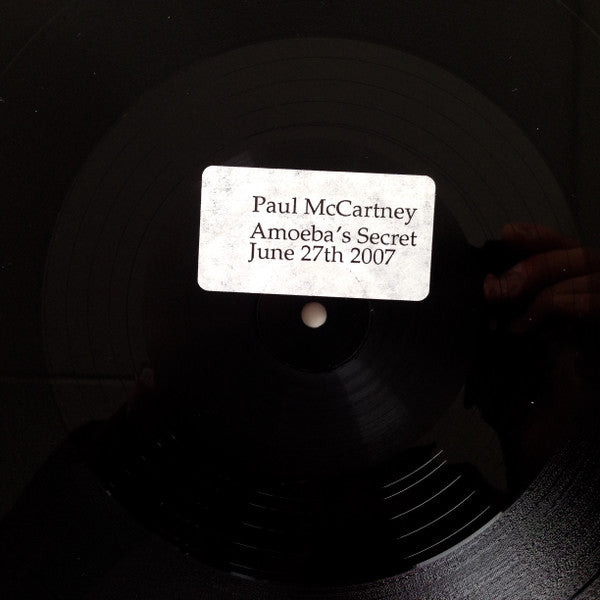 Paul McCartney
Amoeba's Secret
June 27th 2007